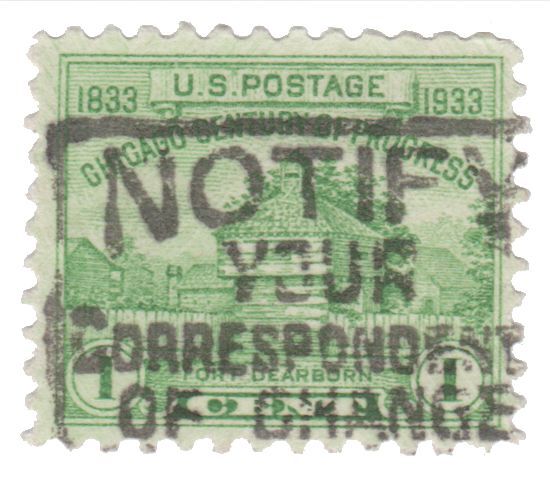 U.S. POSTAGE
1833 1933
CHICAGO CENTURY OF PROGRESS
NOTIFY
YOUR
CORRESPONDENT
FORT DEARBORN
1 1
OF CHANGE